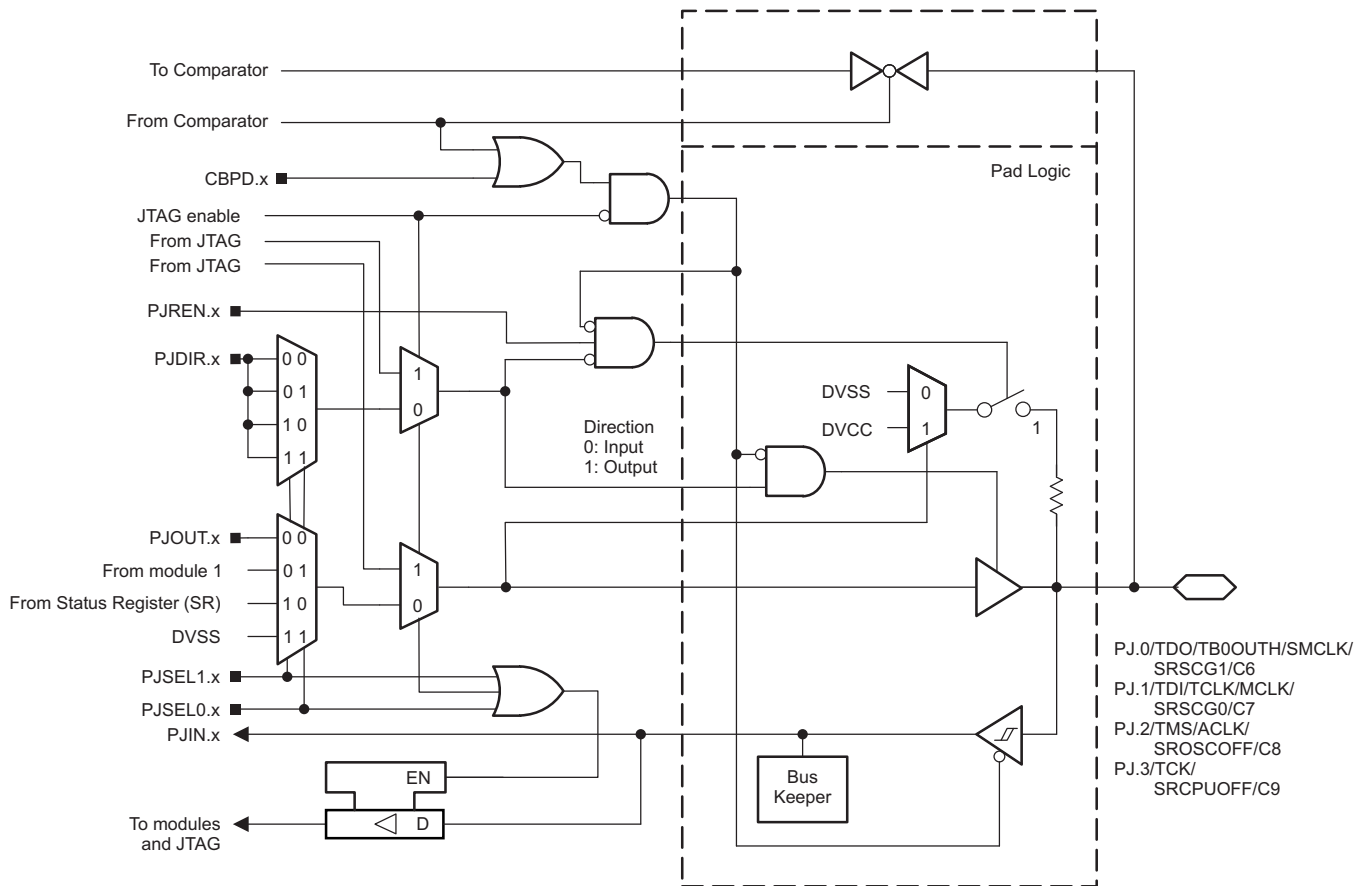 To Comparator
From Comparator
Pad Logic
CBPD.x
JTAG enable
From JTAG
From JTAG
PJREN.x
PJDIR.x
0 0
0 1
1 0
1 1
1
0
Direction
0: Input
1: Output
DVSS
DVCC
0
1
1
PJOUT.x
From module 1
From Status Register (SR)
DVSS
0 0
0 1
1 0
1 1
1
0
PJSEL1.x
PJSEL0.x
PJIN.x
EN
D
To modules
and JTAG
Bus
Keeper
PJ.0/TDO/TB0OUTH/SMCLK/
SRSCG1/C6
PJ.1/TDI/TCLK/MCLK/
SRSCG0/C7
PJ.2/TMS/ACLK/
SROSCOFF/C8
PJ.3/TCK/
SRCPUOFF/C9